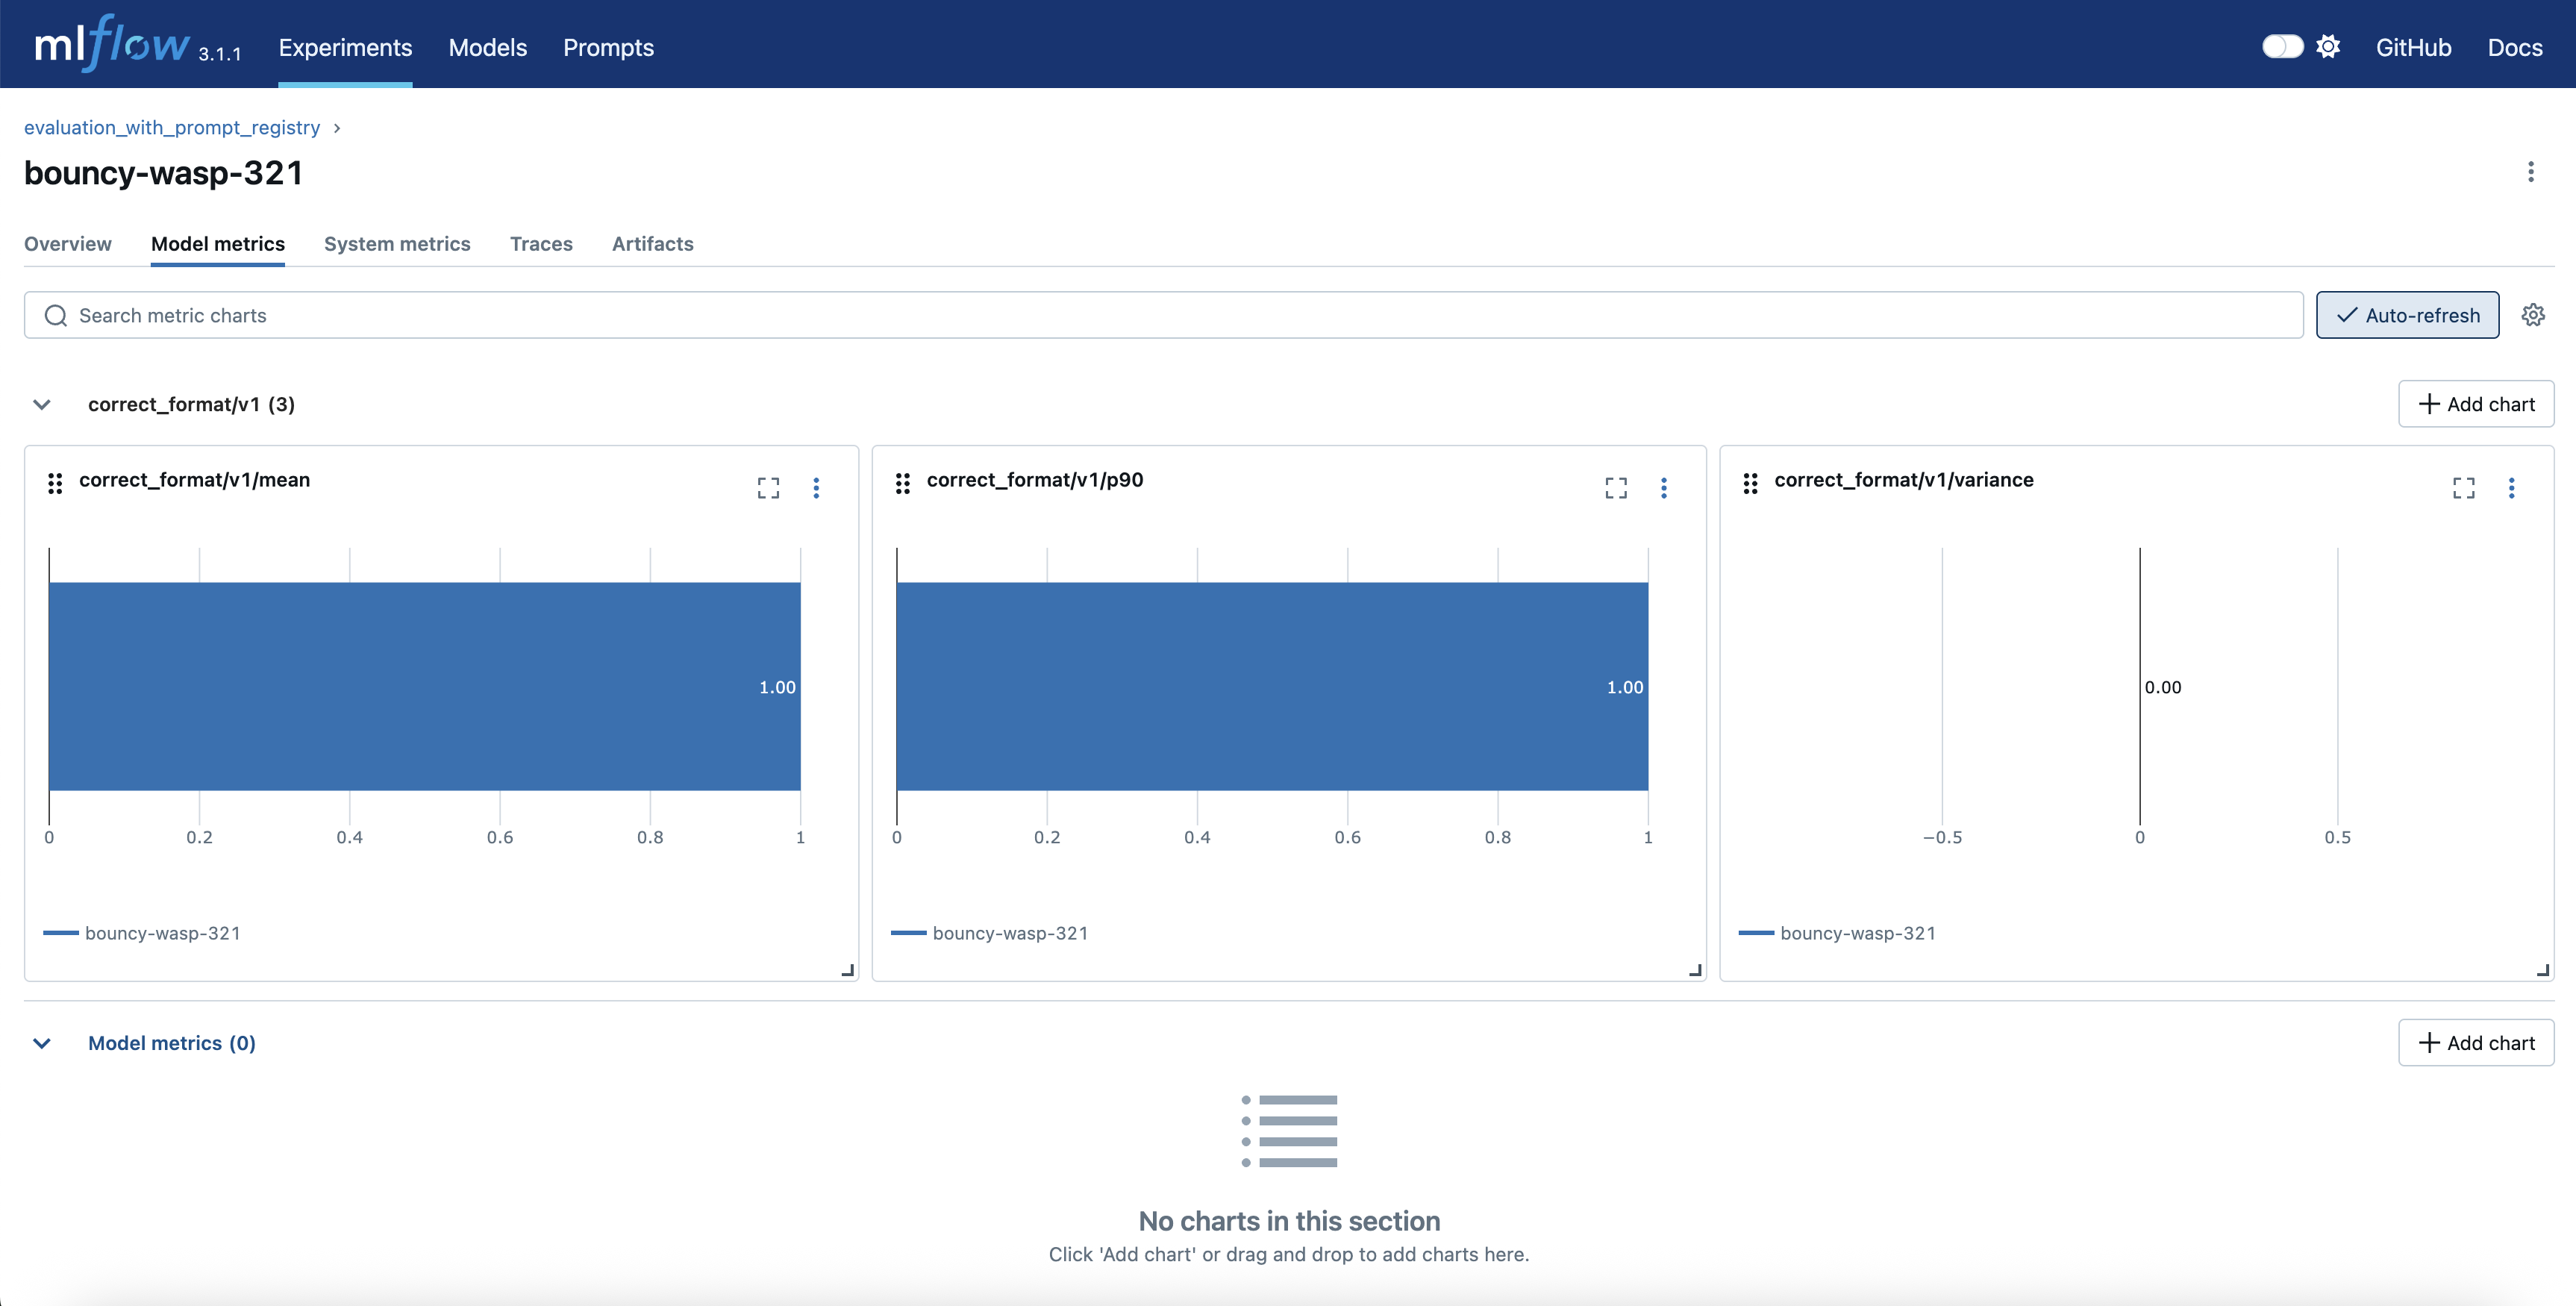 mlflow 3.1.1 Experiments Models Prompts GitHub Docs
evaluation_with_prompt_registry
bouncy-wasp-321
Overview Model metrics System metrics Traces Artifacts
Search metric charts Auto-refresh
correct_format/v1 (3) Add chart
correct_format/v1/mean
1.00
0 0.2 0.4 0.6 0.8 1
bouncy-wasp-321
correct_format/v1/p90
1.00
0 0.2 0.4 0.6 0.8 1
bouncy-wasp-321
correct_format/v1/variance
0.00
−0.5 0 0.5
bouncy-wasp-321
Model metrics (0) Add chart
No charts in this section
Click 'Add chart' or drag and drop to add charts here.